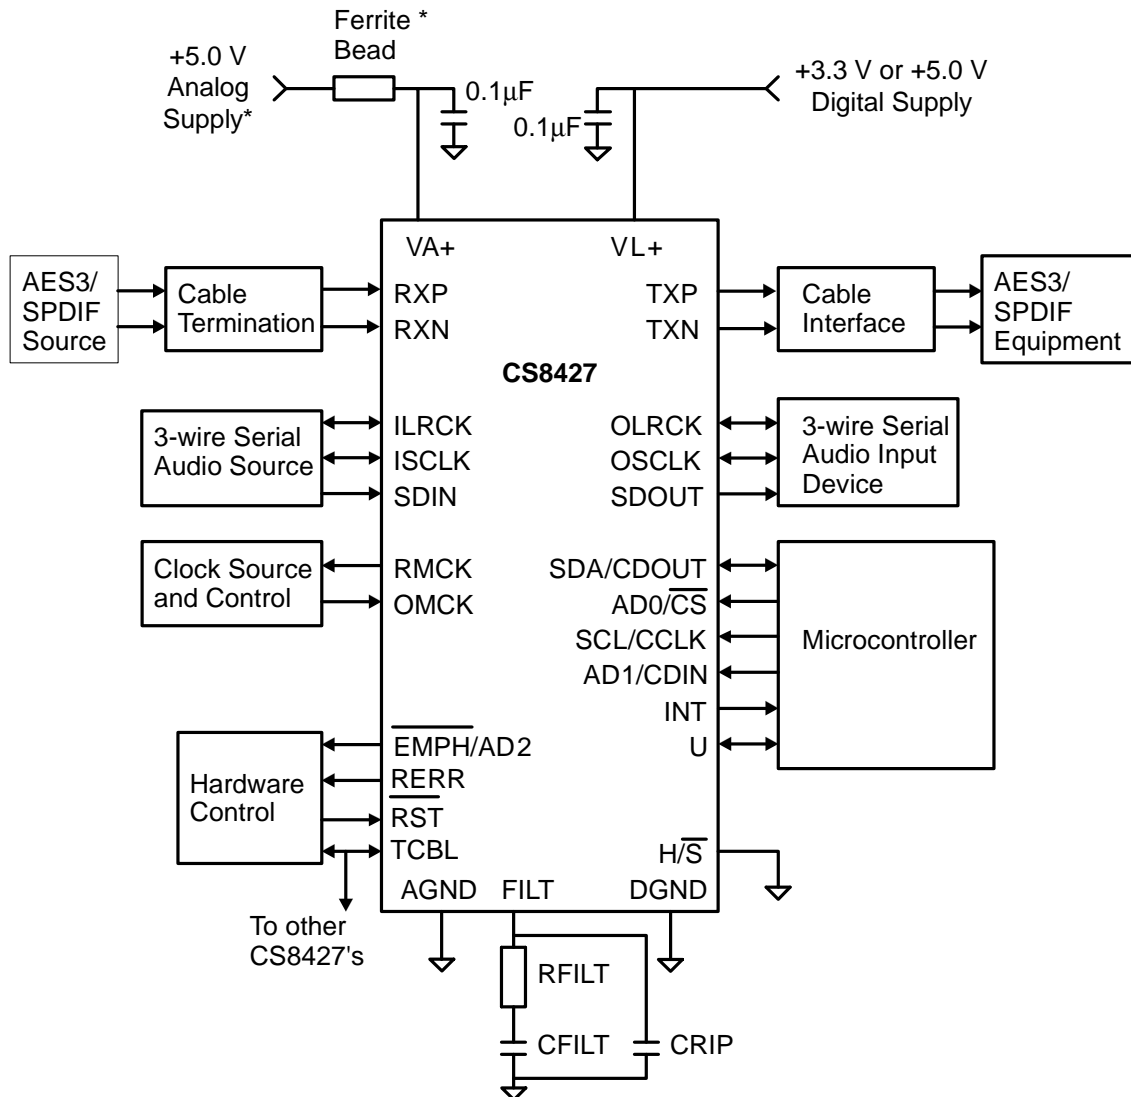 Ferrite *
Bead
+5.0 V
Analog
Supply*
0.1µF
0.1µF
+3.3 V or +5.0 V
Digital Supply
VA+
VL+
AES3/
SPDIF
Source
Cable
Termination
RXP
RXN
TXP
TXN
Cable
Interface
AES3/
SPDIF
Equipment
CS8427
3-wire Serial
Audio Source
ILRCK
ISCLK
SDIN
OLRCK
OSCLK
SDOUT
3-wire Serial
Audio Input
Device
Clock Source
and Control
RMCK
OMCK
SDA/CDOUT
AD0/C̅S̅
SCL/CCLK
AD1/CDIN
INT
U
Microcontroller
Hardware
Control
E̅M̅P̅H̅/AD2
RERR
R̅S̅T̅
TCBL
H/S̅
AGND
FILT
DGND
To other
CS8427's
RFILT
CFILT
CRIP